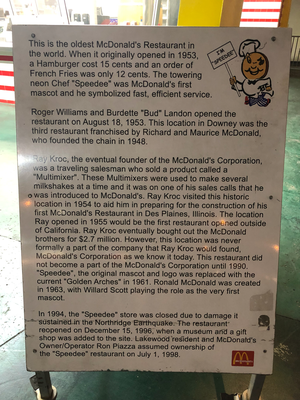 This is the oldest McDonald's Restaurant in
the world. When it originally opened in 1953,
a Hamburger cost 15 cents and an order of
French Fries was only 12 cents. The towering
neon Chef "Speedee" was McDonald's first
mascot and he symbolized fast, efficient service.
I'M
"SPEEDEE"
Roger Williams and Burdette "Bud" Landon opened the
restaurant on August 18, 1953. This location in Downey was the
third restaurant franchised by Richard and Maurice McDonald,
who founded the chain in 1948.
Ray Kroc, the eventual founder of the McDonald's Corporation,
was a traveling salesman who sold a product called a
"Multimixer". These Multimixers were used to make several
milkshakes at a time and it was on one of his sales calls that he
was introduced to McDonald's. Ray Kroc visited this historic
location in 1954 to aid him in preparing for the construction of his
first McDonald's Restaurant in Des Plaines, Illinois. The location
Ray opened in 1955 would be the first restaurant opened outside
of California. Ray Kroc eventually bought out the McDonald
brothers for $2.7 million. However, this location was never
formally a part of the company that Ray Kroc would found,
McDonald's Corporation as we know it today. This restaurant did
not become a part of the McDonald's Corporation until 1990.
"Speedee", the original mascot and logo was replaced with the
current "Golden Arches" in 1961. Ronald McDonald was created
in 1963, with Willard Scott playing the role as the very first
mascot.
In 1994, the "Speedee" store was closed due to damage it
sustained in the Northridge Earthquake. The restaurant
reopened on December 15, 1996, when a museum and a gift
shop was added to the site. Lakewood resident and McDonald's
Owner/Operator Ron Piazza assumed ownership of
the "Speedee" restaurant on July 1, 1998.